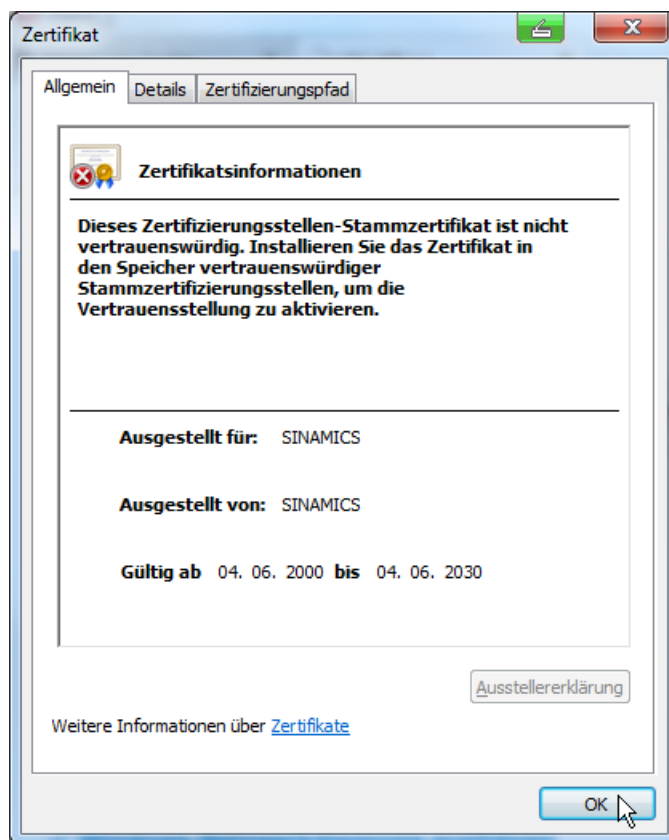 Zertifikat
Allgemein Details Zertifizierungspfad
Zertifikatsinformationen
Dieses Zertifizierungsstellen-Stammzertifikat ist nicht
vertrauenswürdig. Installieren Sie das Zertifikat in
den Speicher vertrauenswürdiger
Stammzertifizierungsstellen, um die
Vertrauensstellung zu aktivieren.
Ausgestellt für: SINAMICS
Ausgestellt von: SINAMICS
Gültig ab 04. 06. 2000 bis 04. 06. 2030
Ausstellererklärung
Weitere Informationen über Zertifikate
OK